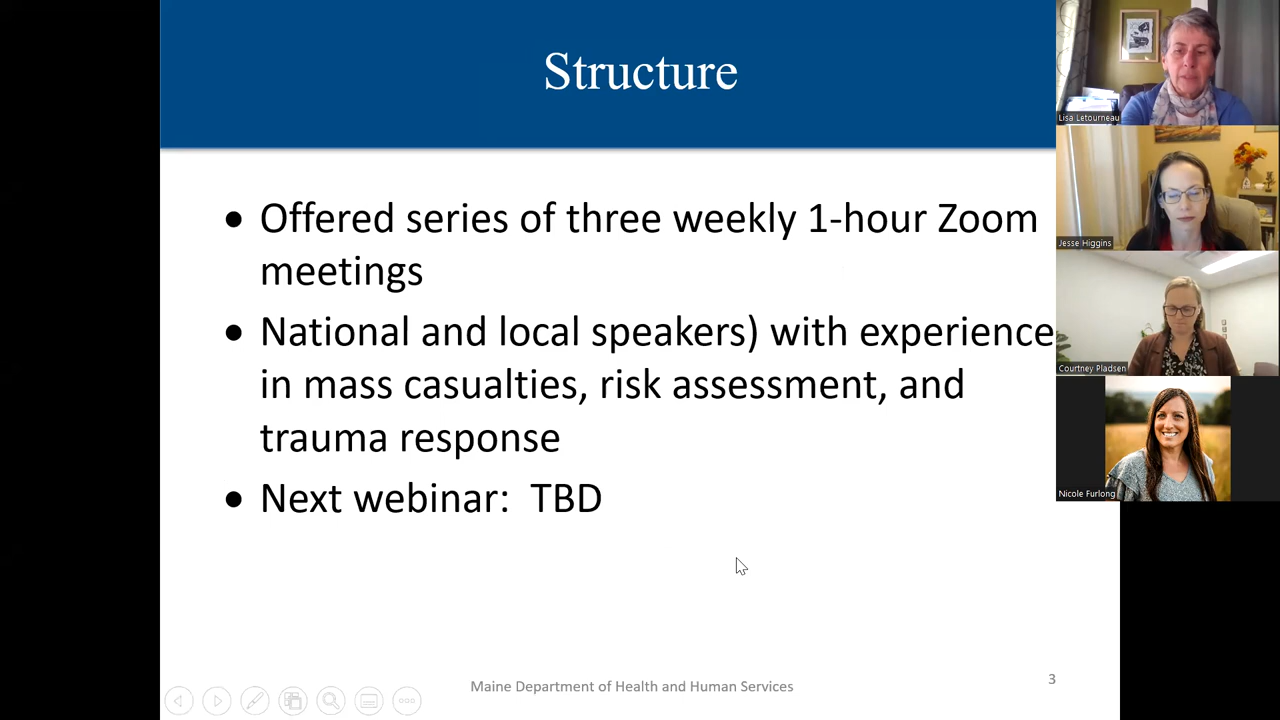 Structure
• Offered series of three weekly 1-hour Zoom
meetings
• National and local speakers) with experience
in mass casualties, risk assessment, and
trauma response
• Next webinar:  TBD
Maine Department of Health and Human Services
3
Lisa Letourneau
Jesse Higgins
Courtney Pladsen
Nicole Furlong